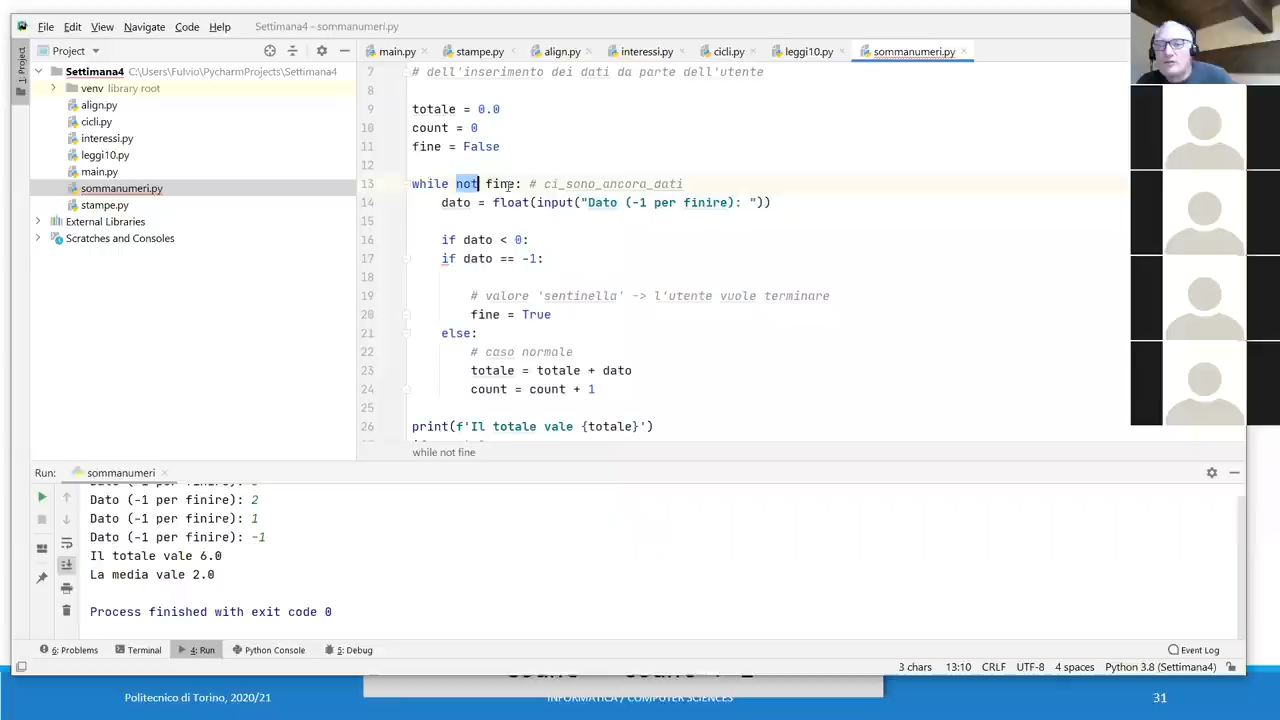 File Edit View Navigate Code Help Settimana4 - sommanumeri.py
Project main.py stampe.py align.py interessi.py cicli.py leggi10.py sommanumeri.py
1: Project
Settimana4 C:\Users\Fulvio\PycharmProjects\Settimana4
venv library root
align.py
cicli.py
interessi.py
leggi10.py
main.py
sommanumeri.py
stampe.py
External Libraries
Scratches and Consoles
7 # dell'inserimento dei dati da parte dell'utente
8
9 totale = 0.0
10 count = 0
11 fine = False
12
13 while not fine: # ci_sono_ancora_dati
14 dato = float(input("Dato (-1 per finire): "))
15
16 if dato < 0:
17 if dato == -1:
18
19 # valore 'sentinella' -> l'utente vuole terminare
20 fine = True
21 else:
22 # caso normale
23 totale = totale + dato
24 count = count + 1
25
26 print(f'Il totale vale {totale}')
while not fine
Run: sommanumeri
Dato (-1 per finire): 2
Dato (-1 per finire): 1
Dato (-1 per finire): -1
Il totale vale 6.0
La media vale 2.0
Process finished with exit code 0
6: Problems Terminal 4: Run Python Console 5: Debug Event Log
3 chars 13:10 CRLF UTF-8 4 spaces Python 3.8 (Settimana4)
Politecnico di Torino, 2020/21 INFORMATICA / COMPUTER SCIENCES 31